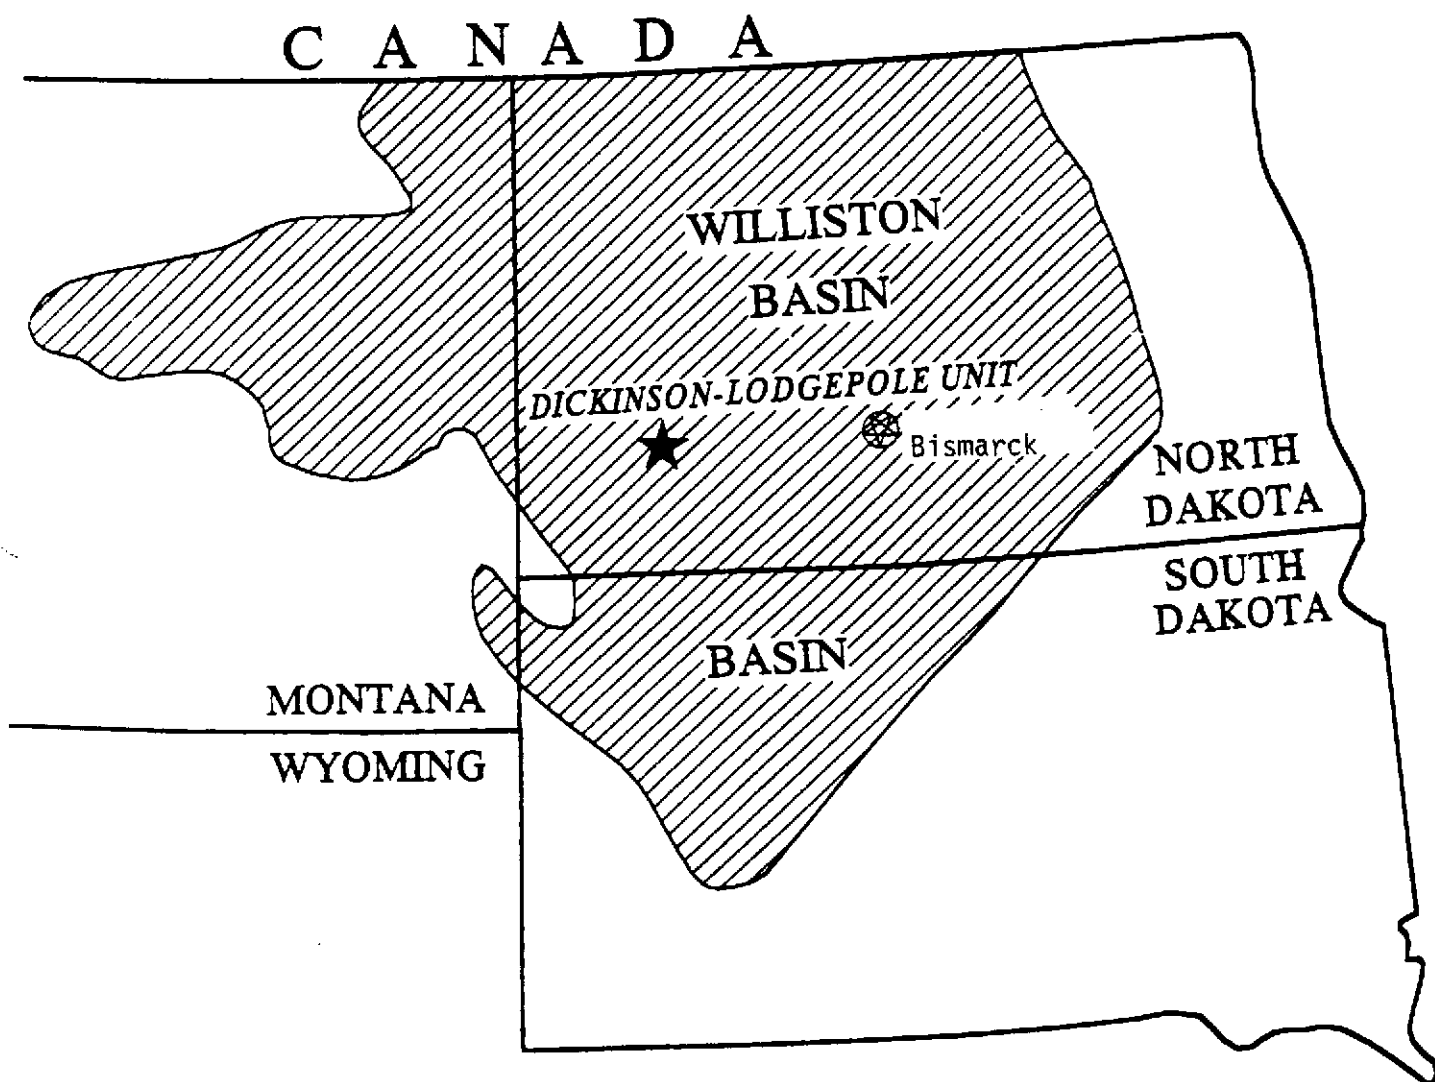 C A N A D A
WILLISTON
BASIN
DICKINSON-LODGEPOLE UNIT
Bismarck
NORTH
DAKOTA
SOUTH
DAKOTA
BASIN
MONTANA
WYOMING